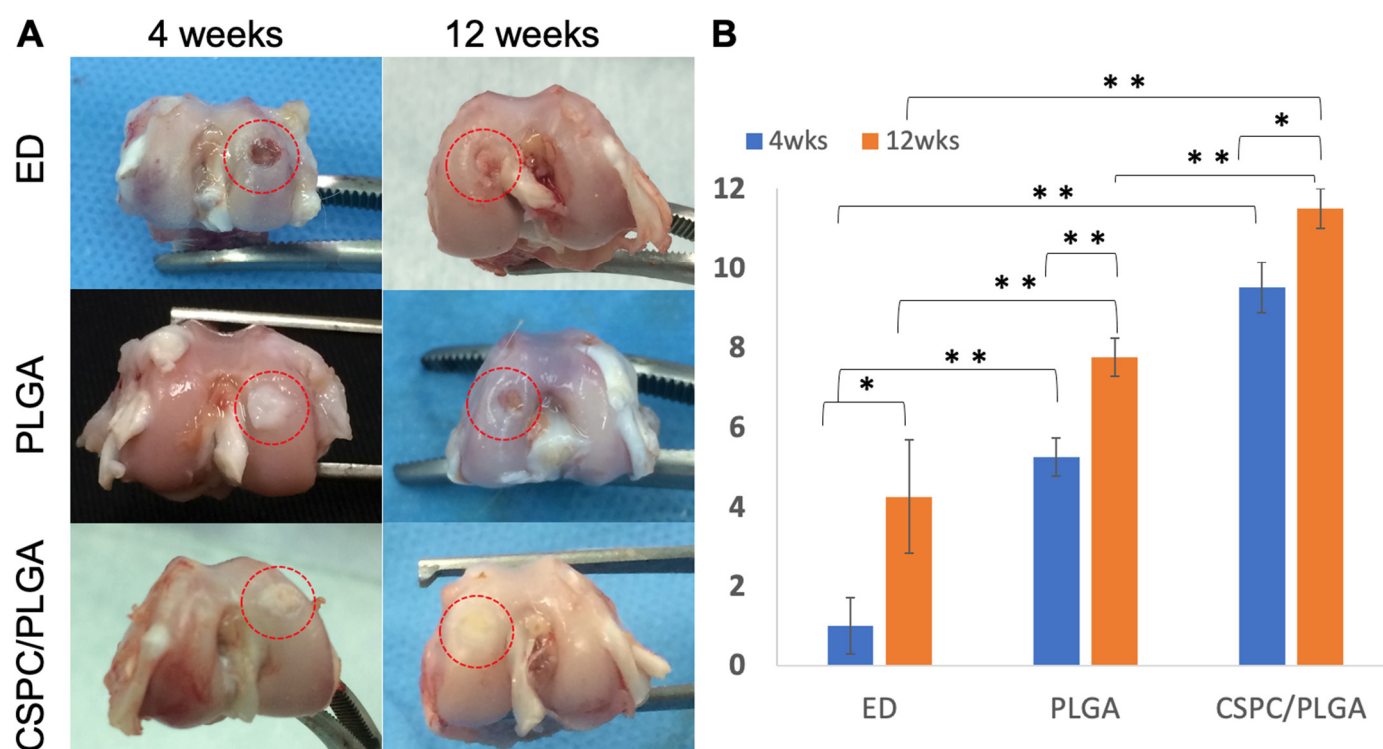 A 4 weeks 12 weeks B
ED
PLGA
CSPC/PLGA
* *
*
4wks 12wks
* *
* *
* *
* *
* *
*
12
10
8
6
4
2
0
ED PLGA CSPC/PLGA